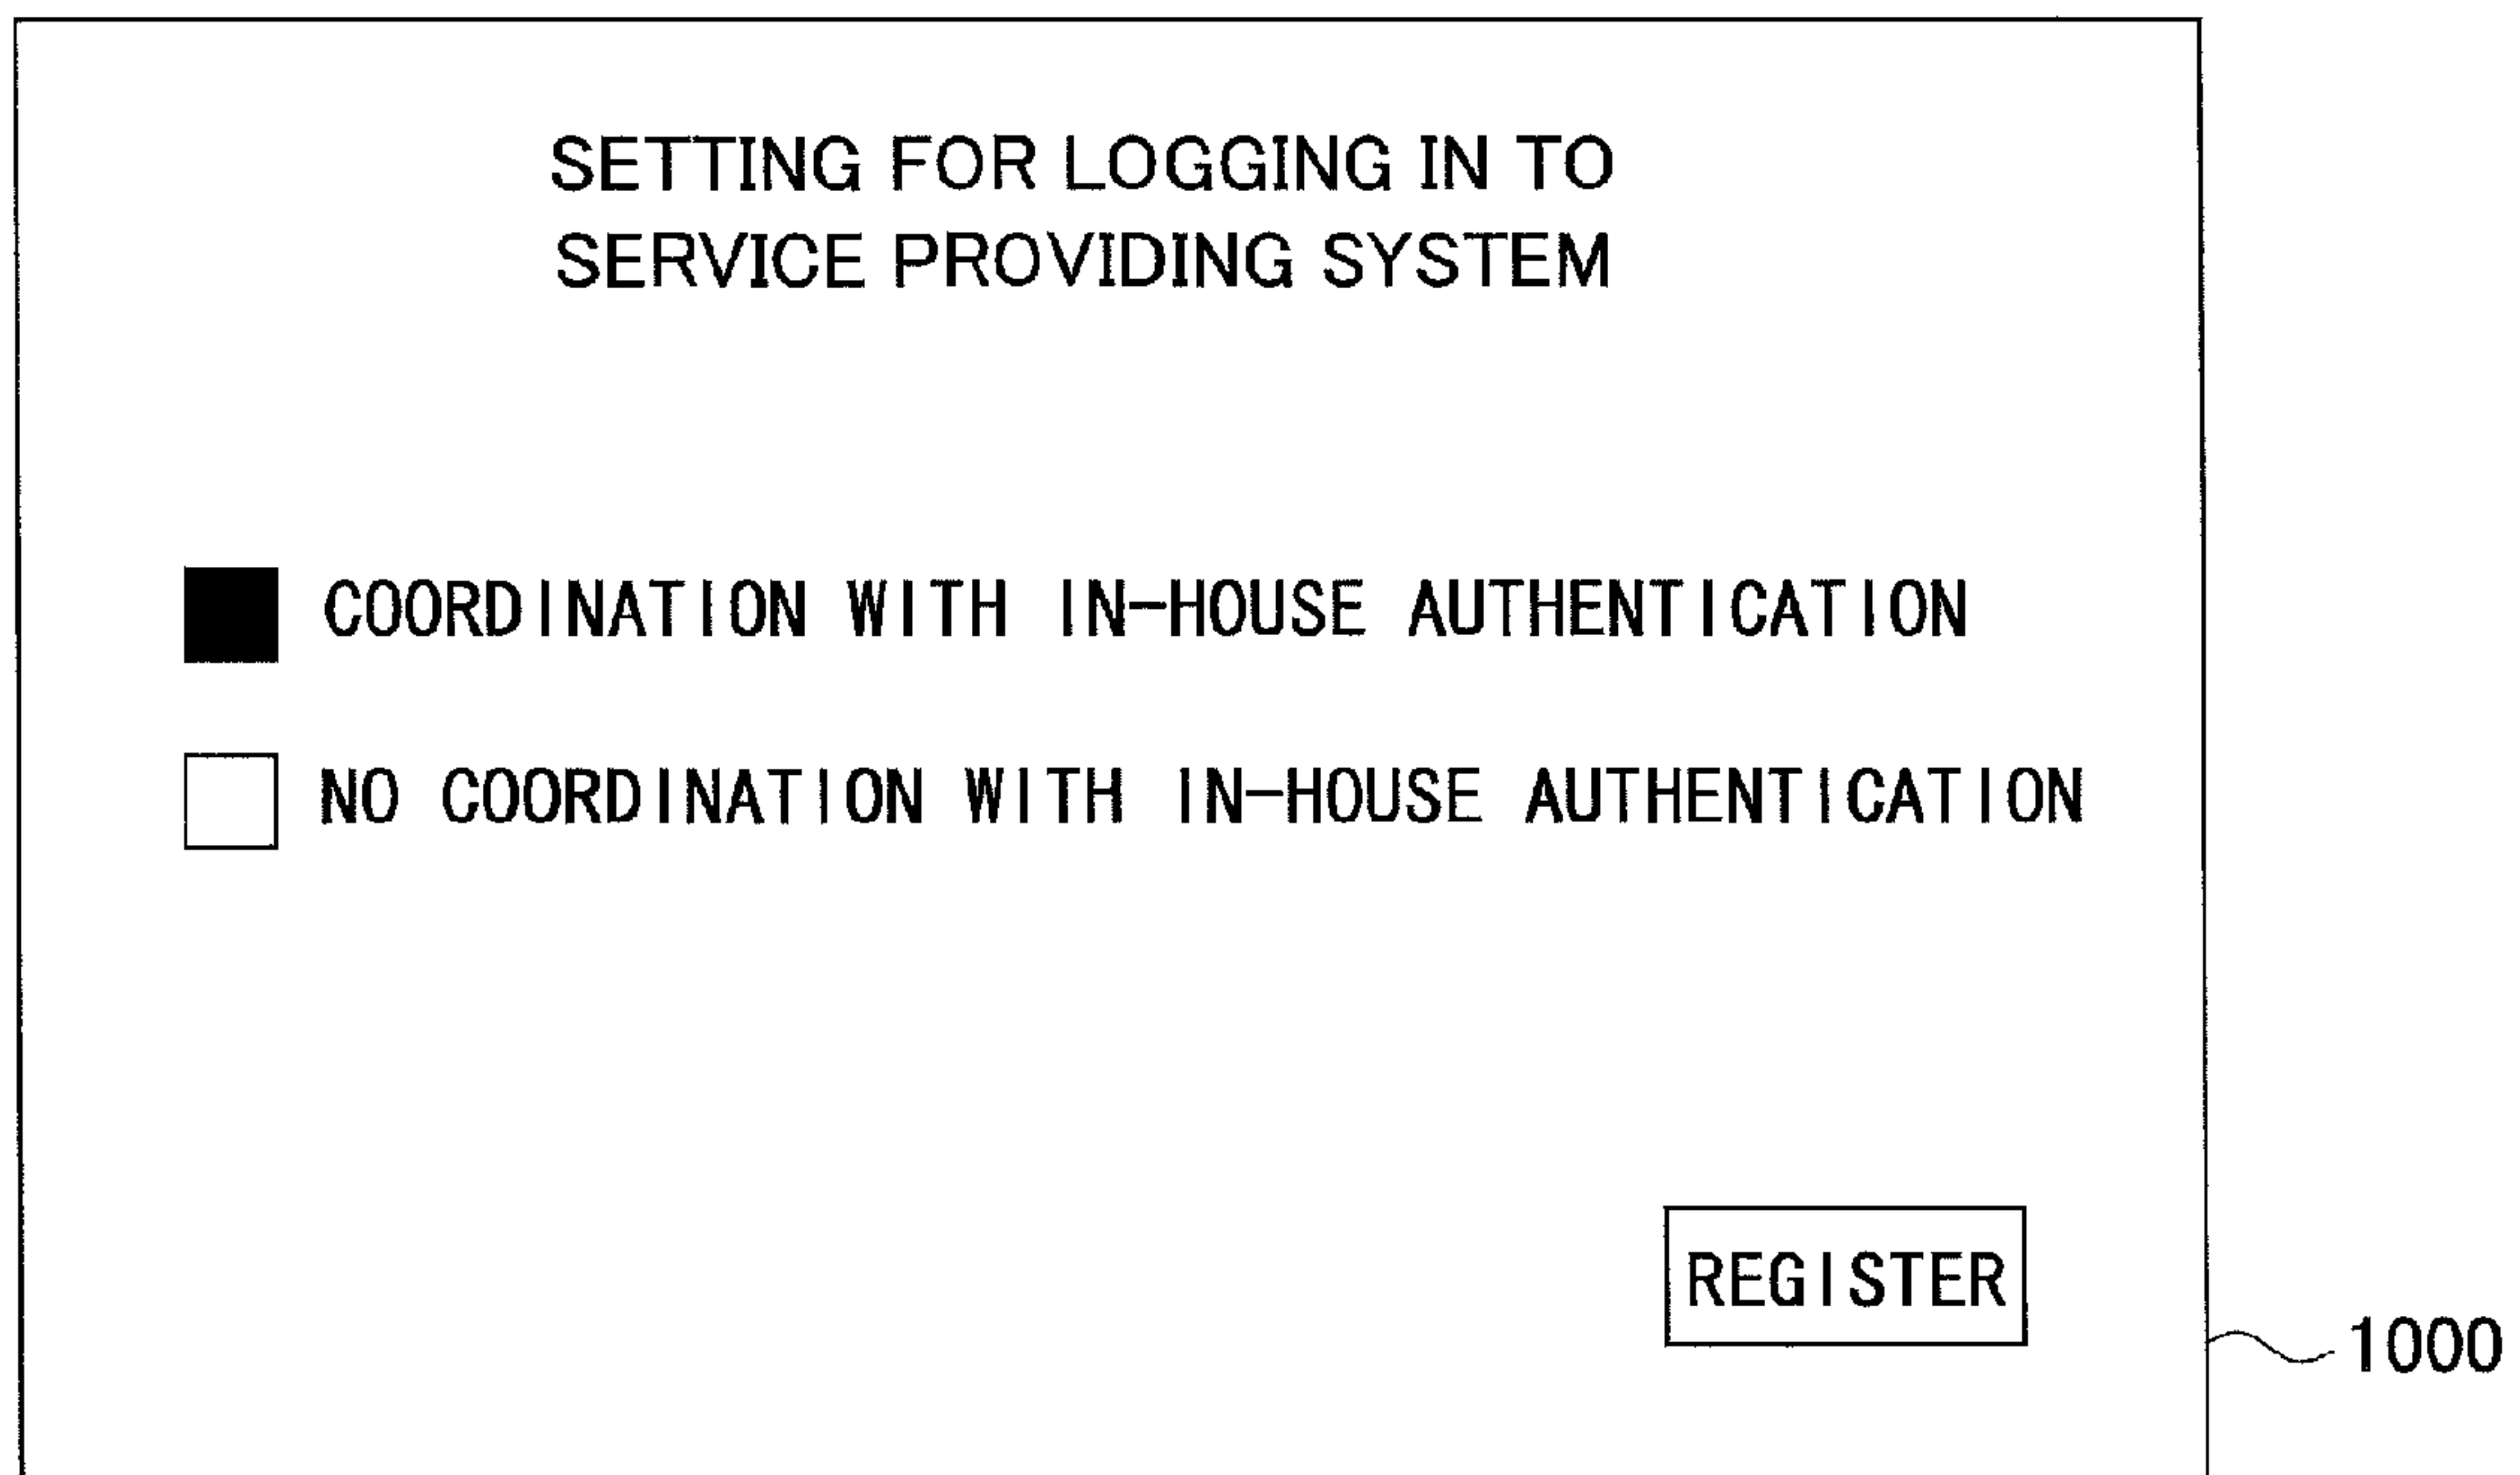 SETTING FOR LOGGING IN TO
SERVICE PROVIDING SYSTEM
COORDINATION WITH IN-HOUSE AUTHENTICATION
NO COORDINATION WITH IN-HOUSE AUTHENTICATION
REGISTER
1000